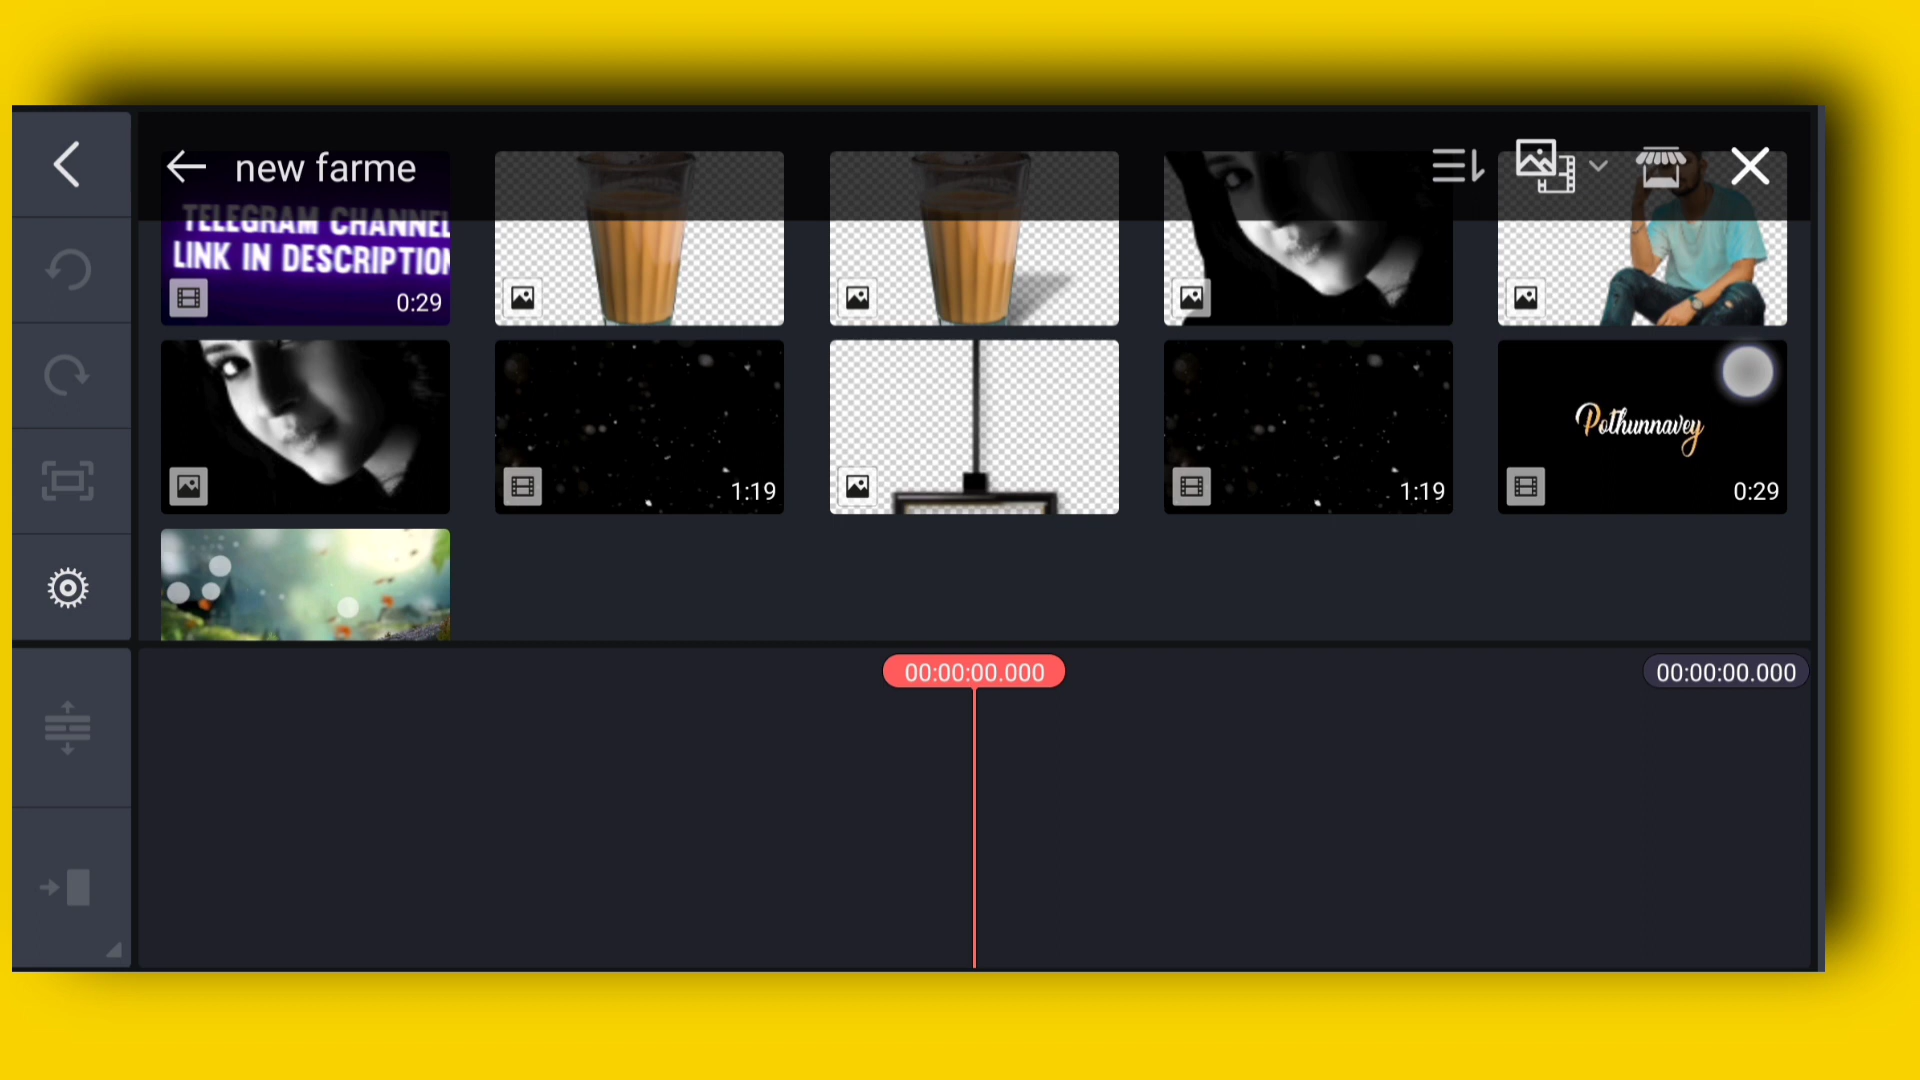 new farme
TELEGRAM CHANNEL
LINK IN DESCRIPTION
0:29
1:19
1:19
Pothunnavey
0:29
00:00:00.000
00:00:00.000